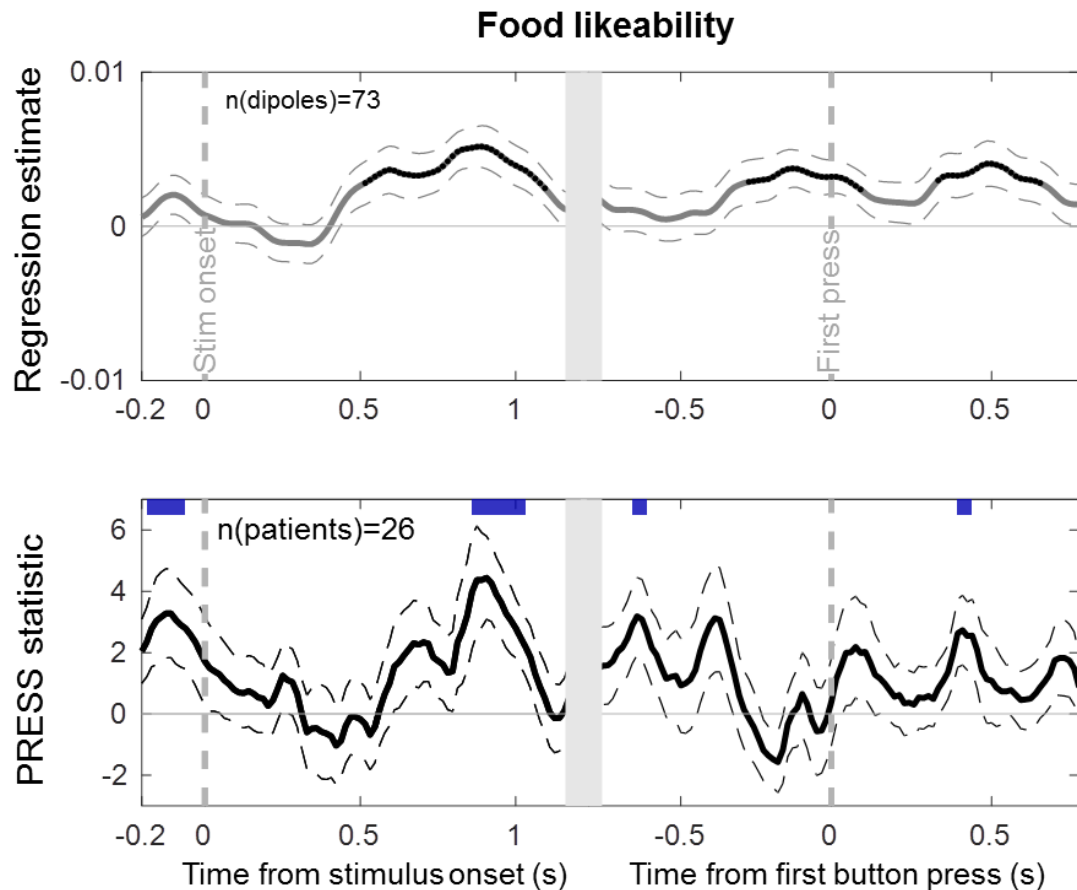 Food likeability
Regression estimate
0.01
0
-0.01
n(dipoles)=73
Stim onset
First press
-0.2 0 0.5 1 -0.5 0 0.5
PRESS statistic
6
4
2
0
-2
n(patients)=26
-0.2 0 0.5 1 -0.5 0 0.5
Time from stimulus onset (s) Time from first button press (s)